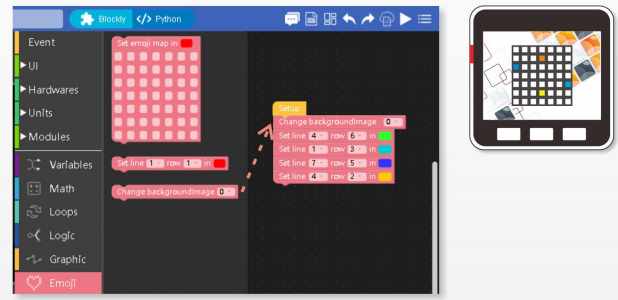 Blockly </> Python
Event
UI
Hardwares
Units
Modules
Variables
Math
Loops
Logic
Graphic
Emoji
Set emoji map in
Set line 1 row 1 in
Change backgroundImage 0
Setup
Change backgroundImage 0
Set line 4 row 6 in
Set line 1 row 3 in
Set line 7 row 5 in
Set line 4 row 2 in